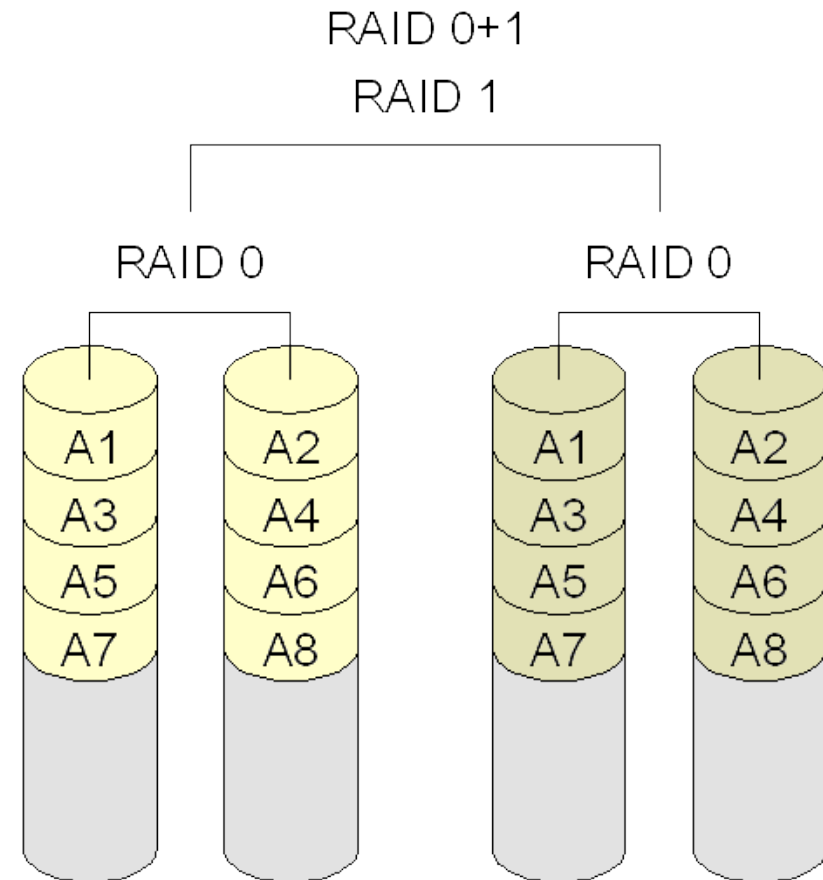 RAID 0+1
RAID 1
RAID 0 RAID 0
A1 A2 A1 A2
A3 A4 A3 A4
A5 A6 A5 A6
A7 A8 A7 A8